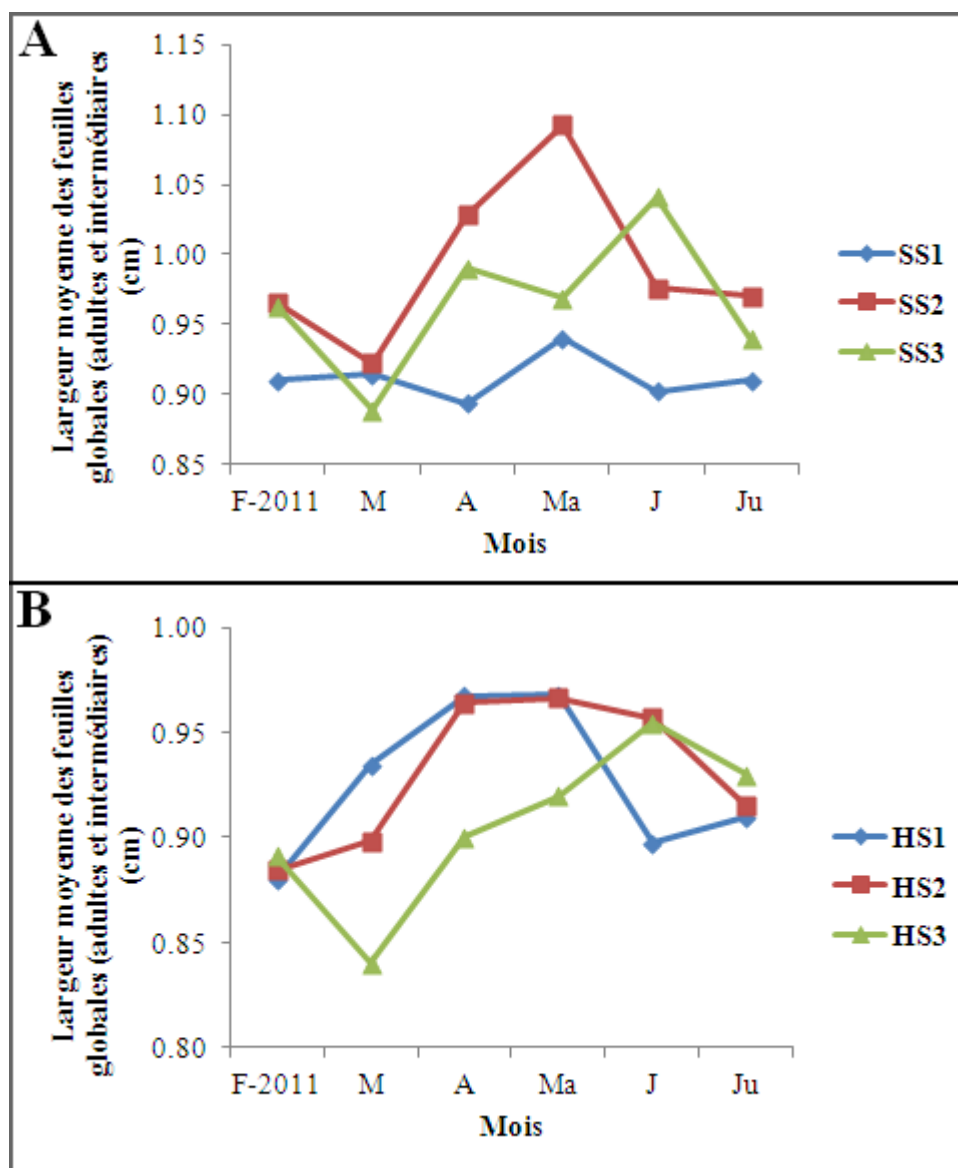 A
Largeur moyenne des feuilles
globales (adultes et intermédiaires
(cm)
1.15
1.10
1.05
1.00
0.95
0.90
0.85
F-2011 M A Ma J Ju
Mois
SS1
SS2
SS3
B
Largeur moyenne des feuilles
globales (adultes et intermédiaires)
(cm)
1.00
0.95
0.90
0.85
0.80
F-2011 M A Ma J Ju
Mois
HS1
HS2
HS3